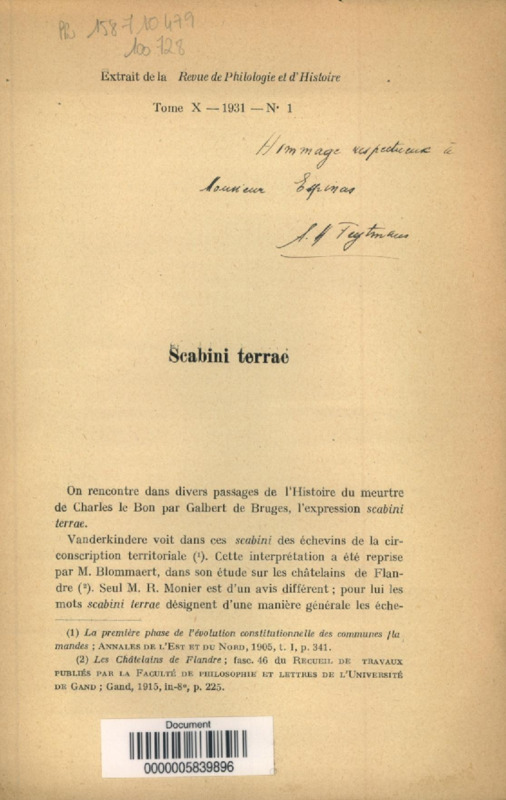 PB 158710479
100728
Extrait de la Revue de Philologie et d'Histoire
Tome X — 1931 — N° 1
Hommage respectueux à
Monsieur Espinas
Scabini terrae
On rencontre dans divers passages de l'Histoire du meurtre
de Charles le Bon par Galbert de Bruges, l'expression scabini
terrae.
Vanderkindere voit dans ces scabini des échevins de la cir-
conscription territoriale (¹). Cette interprétation a été reprise
par M. Blommaert, dans son étude sur les châtelains de Flan-
dre (²). Seul M. R. Monier est d'un avis différent ; pour lui les
mots scabini terrae désignent d'une manière générale les éche-
(1) La première phase de l'évolution constitutionnelle des communes fla
mandes ; ANNALES DE L'EST ET DU NORD, 1905, t. 1, p. 341.
(2) Les Châtelains de Flandre ; fasc. 46 du RECUEIL DE TRAVAUX
PUBLIÉS PAR LA FACULTÉ DE PHILOSOPHIE ET LETTRES DE L'UNIVERSITÉ
DE GAND ; Gand, 1915, in-8°, p. 225.
Document
0000005839896